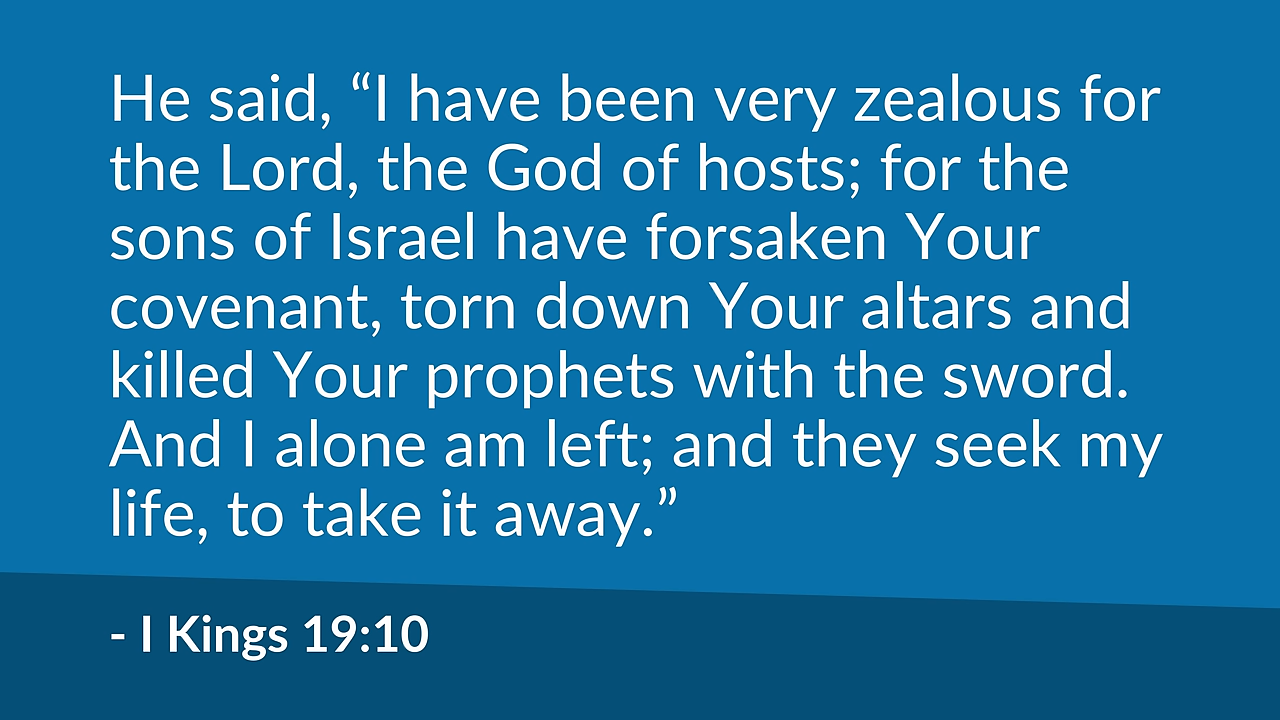 He said, “I have been very zealous for
the Lord, the God of hosts; for the
sons of Israel have forsaken Your
covenant, torn down Your altars and
killed Your prophets with the sword.
And I alone am left; and they seek my
life, to take it away.”
- I Kings 19:10